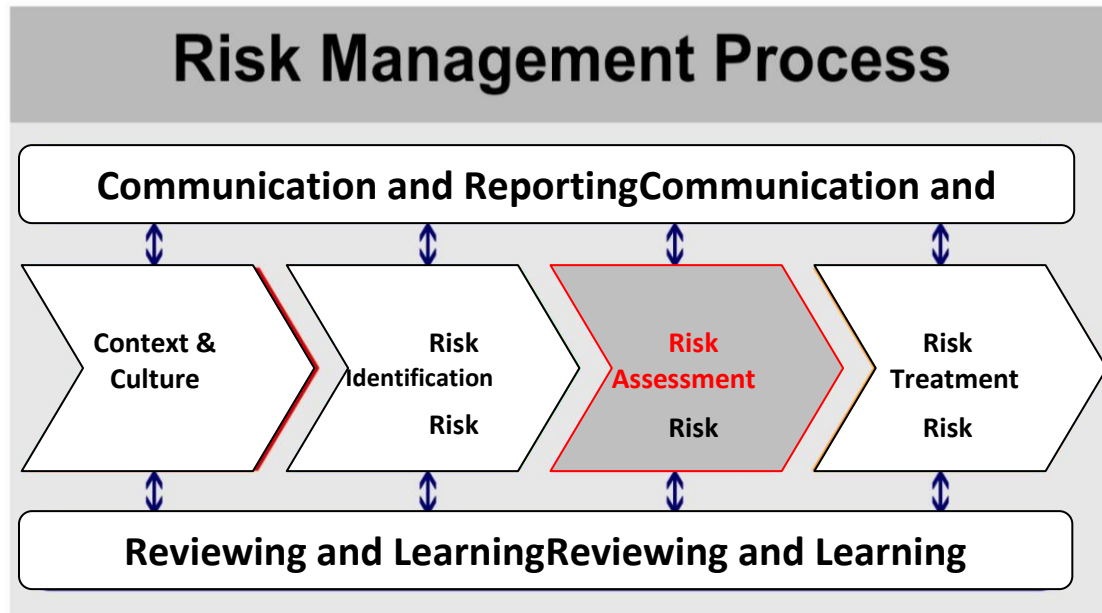 Risk Management Process
Communication and ReportingCommunication and
Context &
Culture
Risk
Identification
Risk
Risk
Assessment
Risk
Risk
Treatment
Risk
Reviewing and LearningReviewing and Learning